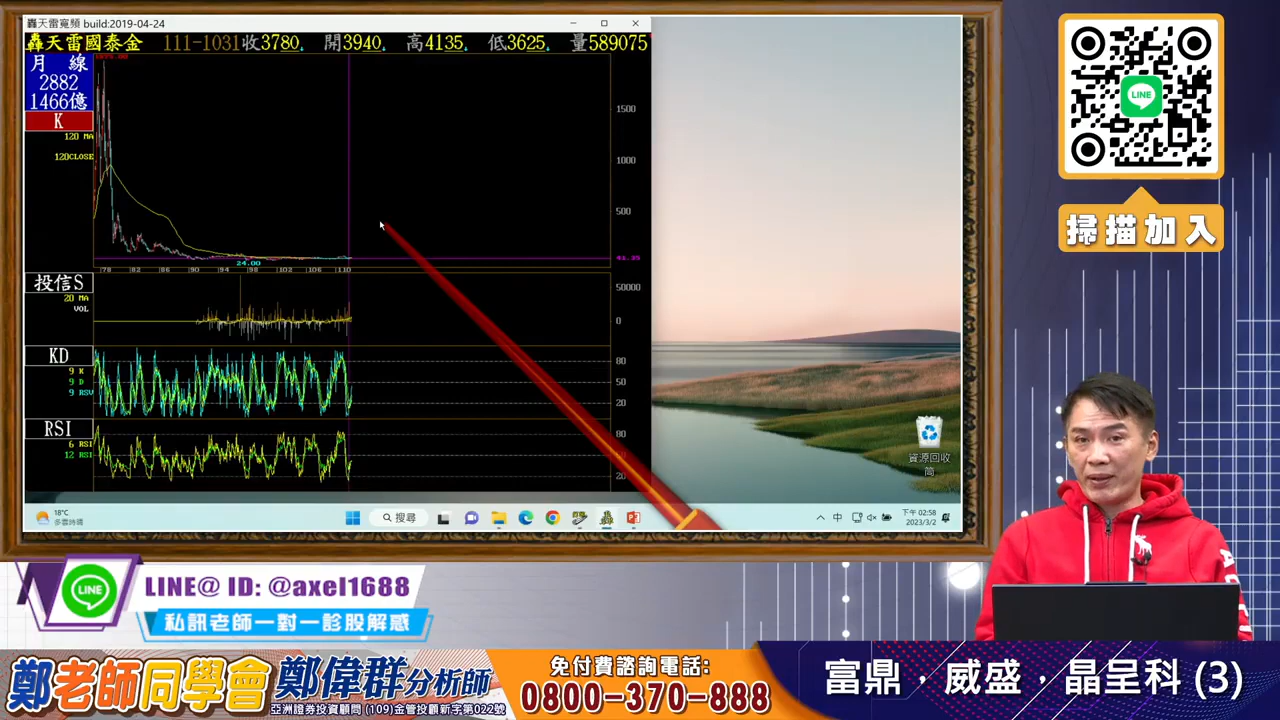 轟天雷寬頻 build:2019-04-24
轟天雷國泰金 111-1031收3780. 開3940. 高4135. 低3625. 量589075
月 線
2882
1466億
K
120 MA
120CLOSE
1500
1000
500
41.35
24.00
78 82 86 90 94 98 102 106 110
投信S
20 MA
VOL
50000
0
KD
9 K
9 D
9 RSV
80
50
20
RSI
6 RSI
12 RSI
80
20
資源回收
筒
18°C
多雲時晴
搜尋
中
下午 02:58
2023/3/2
LINE
掃描加入
LINE
LINE@ ID: @axel1688
私訊老師一對一診股解惑
鄭老師同學會
鄭偉群分析師
亞洲證券投資顧問 (109)金管投顧新字第022號
免付費諮詢電話:
0800-370-888
富鼎，威盛，晶呈科 (3)